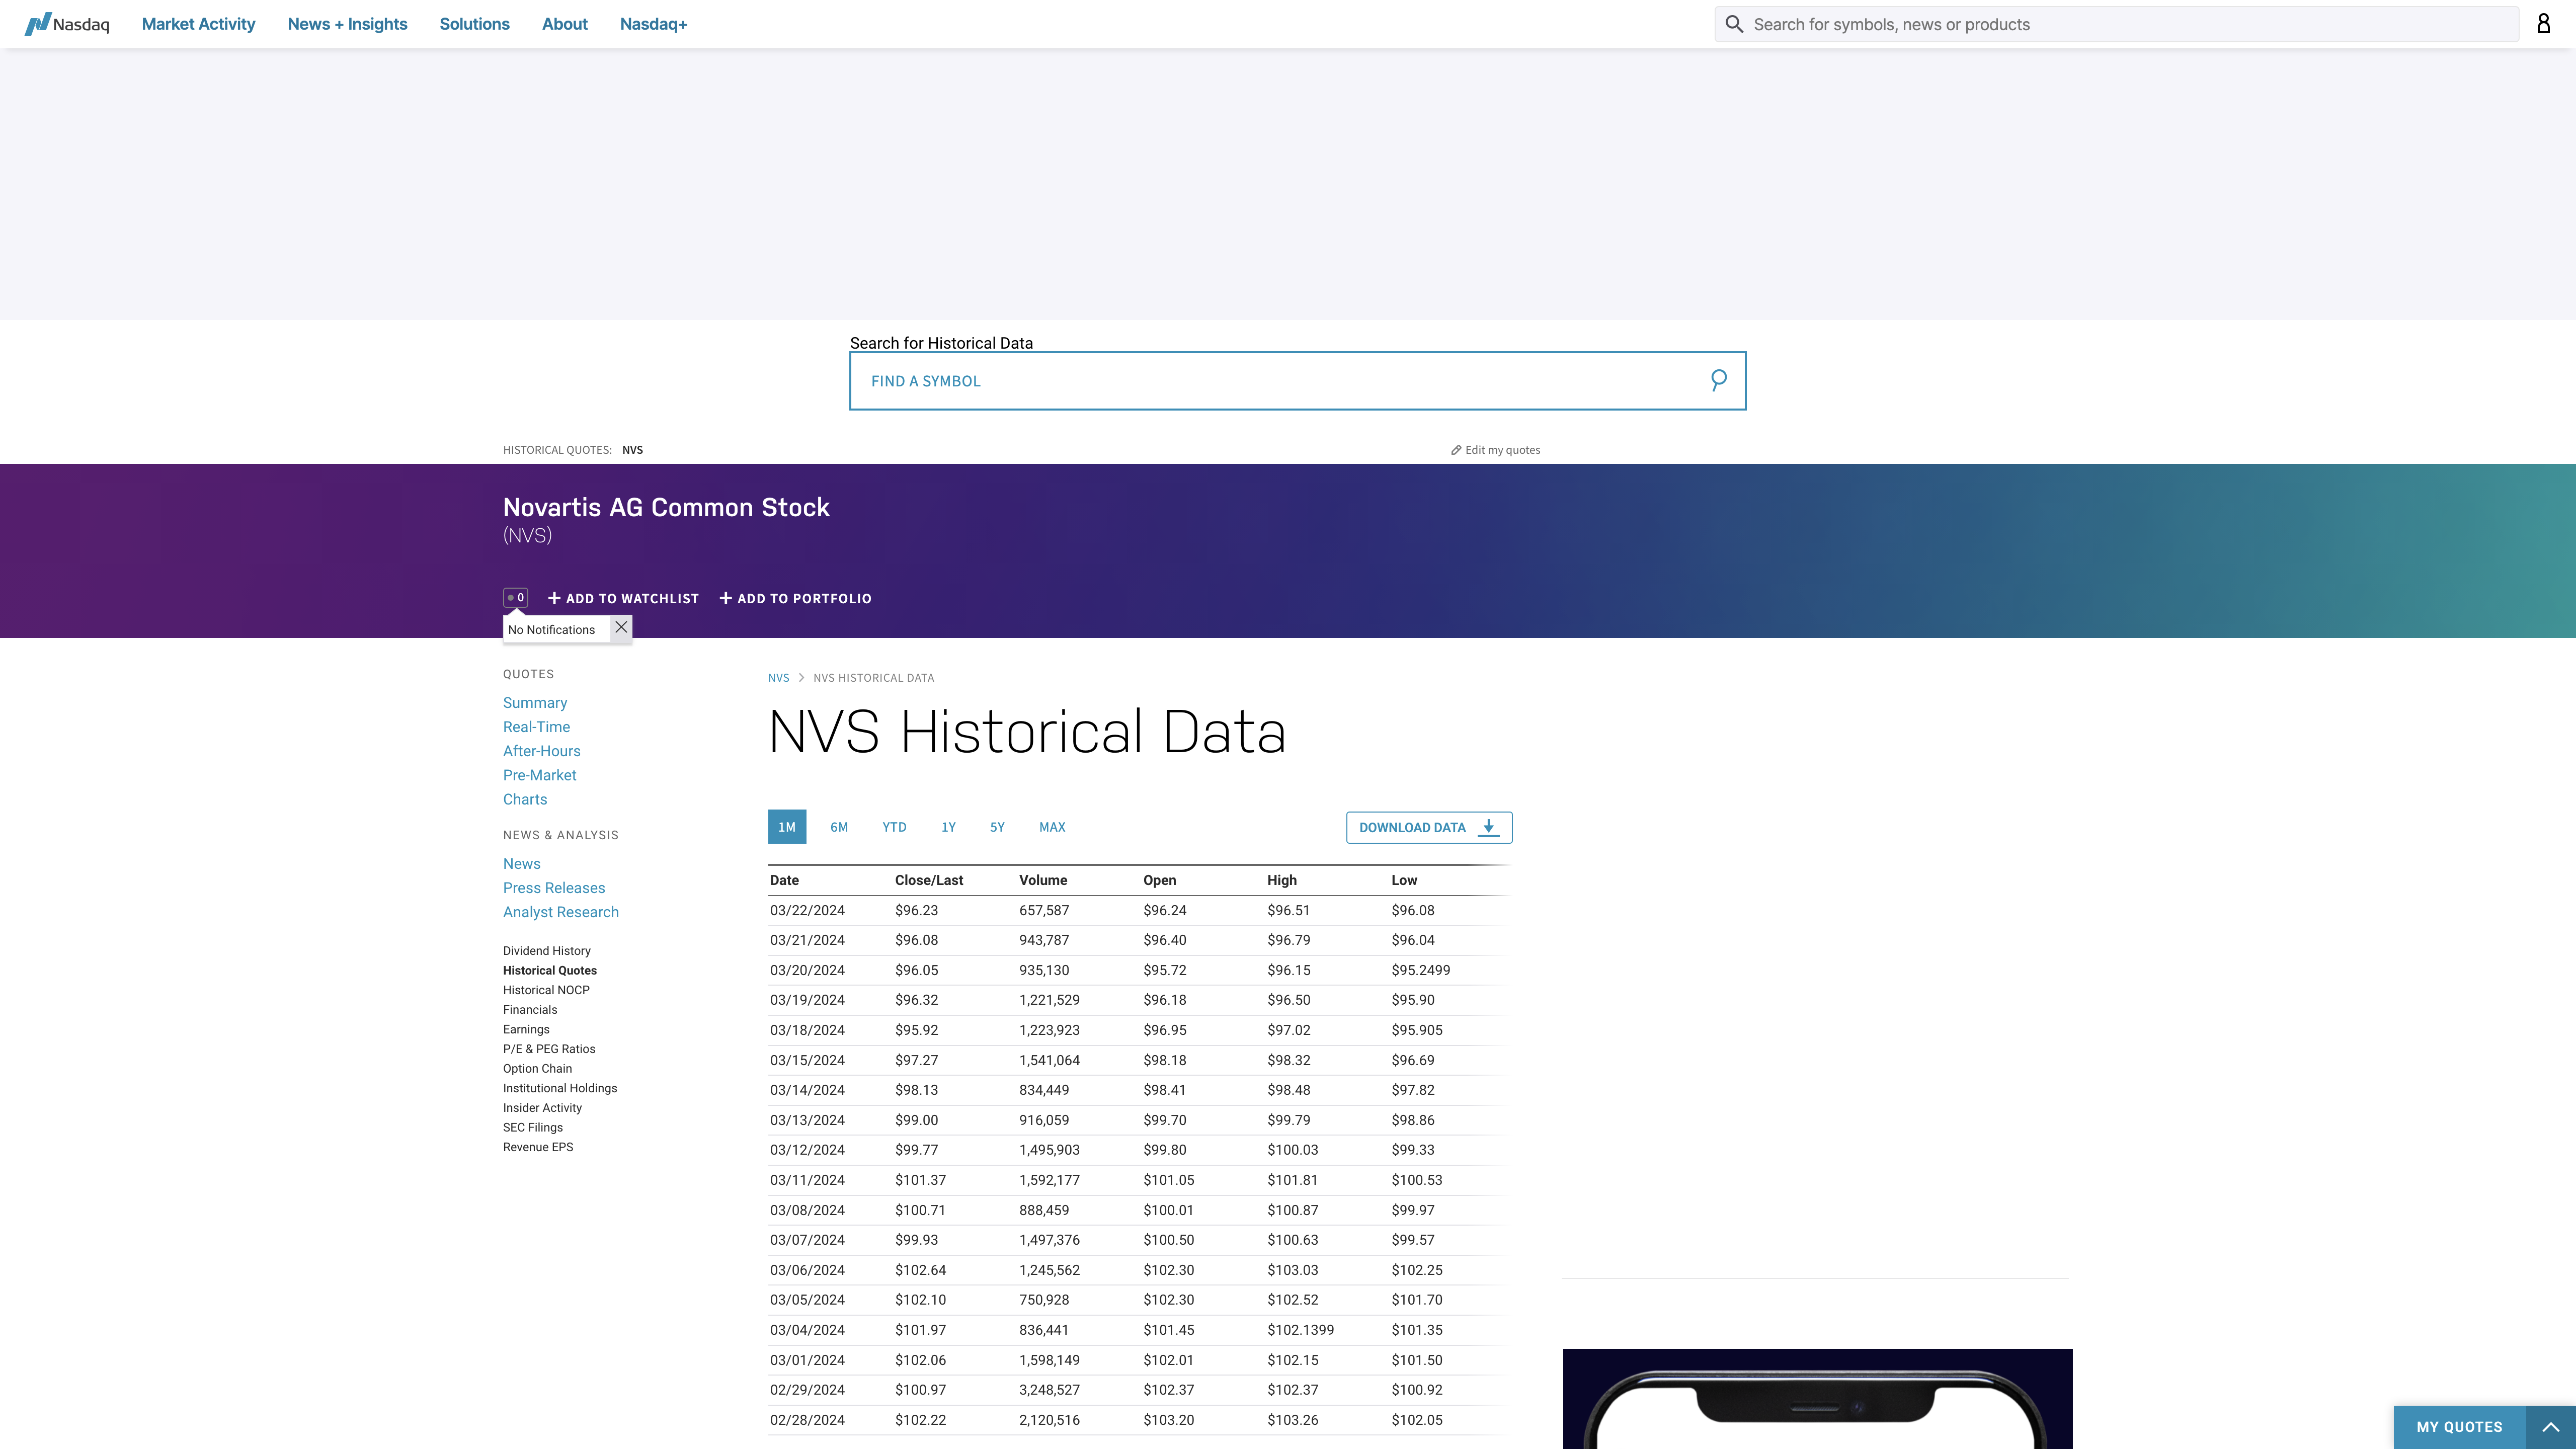 Nasdaq Market Activity News + Insights Solutions About Nasdaq+ Search for symbols, news or products
Search for Historical Data
FIND A SYMBOL
HISTORICAL QUOTES: NVS Edit my quotes
Novartis AG Common Stock
(NVS)
0 ADD TO WATCHLIST ADD TO PORTFOLIO
No Notifications
QUOTES
Summary
Real-Time
After-Hours
Pre-Market
Charts
NEWS & ANALYSIS
News
Press Releases
Analyst Research
Dividend History
Historical Quotes
Historical NOCP
Financials
Earnings
P/E & PEG Ratios
Option Chain
Institutional Holdings
Insider Activity
SEC Filings
Revenue EPS
NVS > NVS HISTORICAL DATA
NVS Historical Data
1M 6M YTD 1Y 5Y MAX DOWNLOAD DATA
Date Close/Last Volume Open High Low
03/22/2024 $96.23 657,587 $96.24 $96.51 $96.08
03/21/2024 $96.08 943,787 $96.40 $96.79 $96.04
03/20/2024 $96.05 935,130 $95.72 $96.15 $95.2499
03/19/2024 $96.32 1,221,529 $96.18 $96.50 $95.90
03/18/2024 $95.92 1,223,923 $96.95 $97.02 $95.905
03/15/2024 $97.27 1,541,064 $98.18 $98.32 $96.69
03/14/2024 $98.13 834,449 $98.41 $98.48 $97.82
03/13/2024 $99.00 916,059 $99.70 $99.79 $98.86
03/12/2024 $99.77 1,495,903 $99.80 $100.03 $99.33
03/11/2024 $101.37 1,592,177 $101.05 $101.81 $100.53
03/08/2024 $100.71 888,459 $100.01 $100.87 $99.97
03/07/2024 $99.93 1,497,376 $100.50 $100.63 $99.57
03/06/2024 $102.64 1,245,562 $102.30 $103.03 $102.25
03/05/2024 $102.10 750,928 $102.30 $102.52 $101.70
03/04/2024 $101.97 836,441 $101.45 $102.1399 $101.35
03/01/2024 $102.06 1,598,149 $102.01 $102.15 $101.50
02/29/2024 $100.97 3,248,527 $102.37 $102.37 $100.92
02/28/2024 $102.22 2,120,516 $103.20 $103.26 $102.05
MY QUOTES